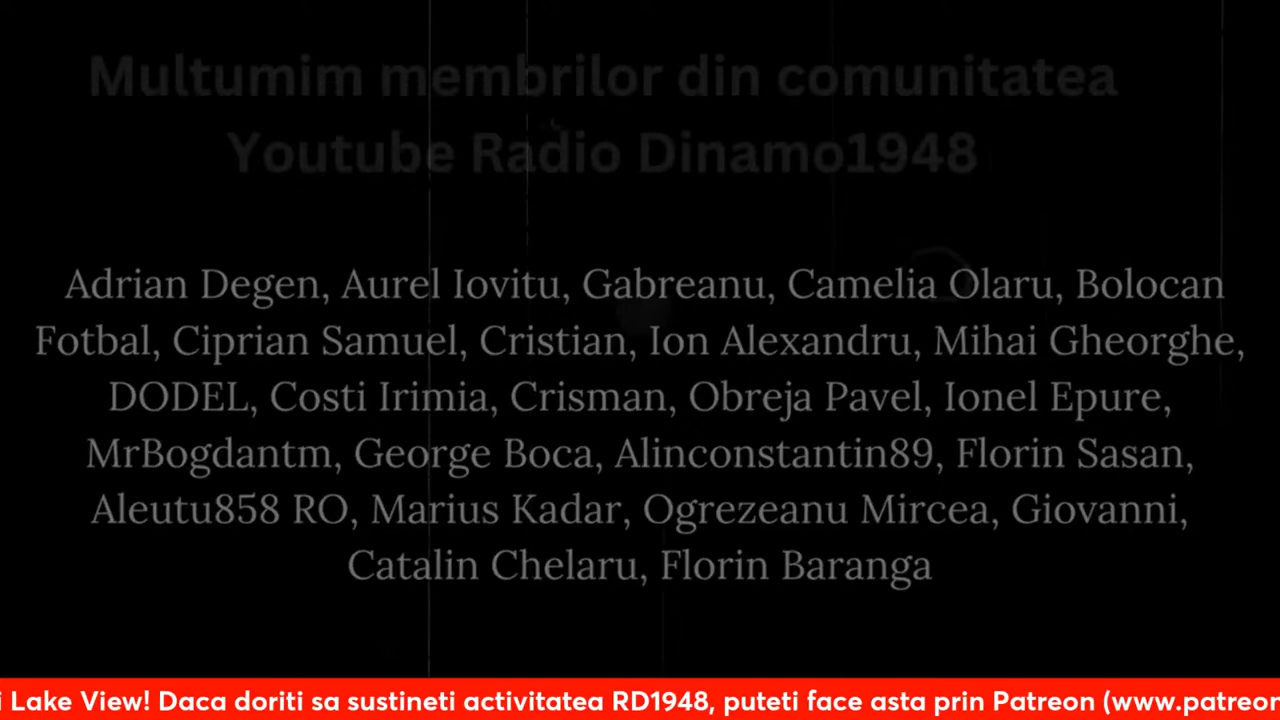 Multumim membrilor din comunitatea
Youtube Radio Dinamo1948
Adrian Degen, Aurel Iovitu, Gabreanu, Camelia Olaru, Bolocan
Fotbal, Ciprian Samuel, Cristian, Ion Alexandru, Mihai Gheorghe,
DODEL, Costi Irimia, Crisman, Obreja Pavel, Ionel Epure,
MrBogdantm, George Boca, Alinconstantin89, Florin Sasan,
Aleutu858 RO, Marius Kadar, Ogrezeanu Mircea, Giovanni,
Catalin Chelaru, Florin Baranga
i Lake View! Daca doriti sa sustineti activitatea RD1948, puteti face asta prin Patreon (www.patreon